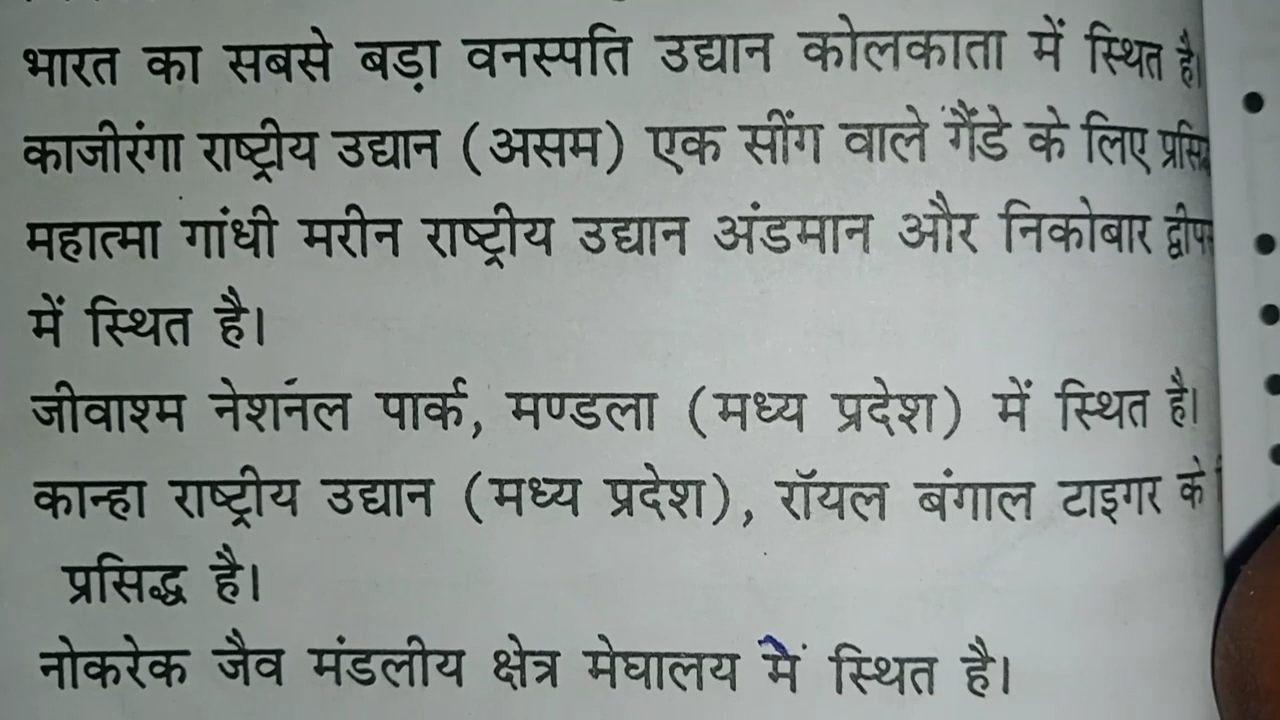 भारत का सबसे बड़ा वनस्पति उद्यान कोलकाता में स्थित है।
काजीरंगा राष्ट्रीय उद्यान (असम) एक सींग वाले गैंडे के लिए
महात्मा गांधी मरीन राष्ट्रीय उद्यान अंडमान और निकोबार
में स्थित है।
जीवाश्म नेशनल पार्क, मण्डला (मध्य प्रदेश) में स्थित है।
कान्हा राष्ट्रीय उद्यान (मध्य प्रदेश), रॉयल बंगाल टाइगर के
प्रसिद्ध है।
नोकरेक जैव मंडलीय क्षेत्र मेघालय में स्थित है।